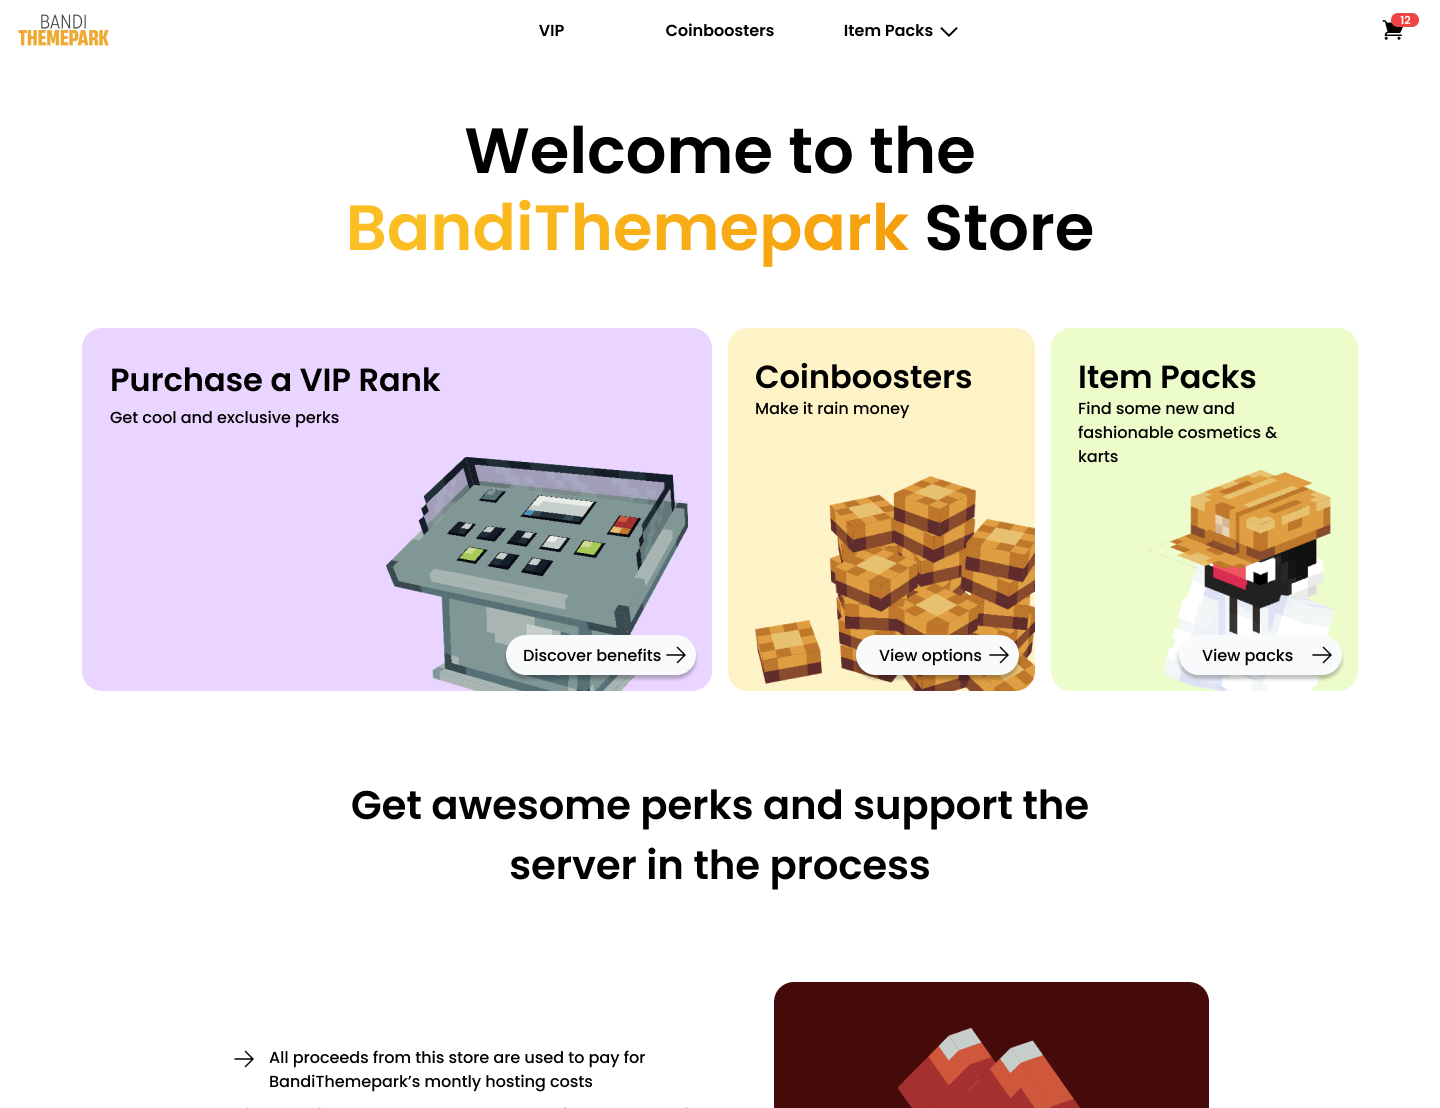 BANDI
THEMEPARK
VIP
Coinboosters
Item Packs
12
Welcome to the
BandiThemepark Store
Purchase a VIP Rank
Get cool and exclusive perks
Discover benefits
Coinboosters
Make it rain money
View options
Item Packs
Find some new and
fashionable cosmetics &
karts
View packs
Get awesome perks and support the
server in the process
All proceeds from this store are used to pay for
BandiThemepark’s montly hosting costs